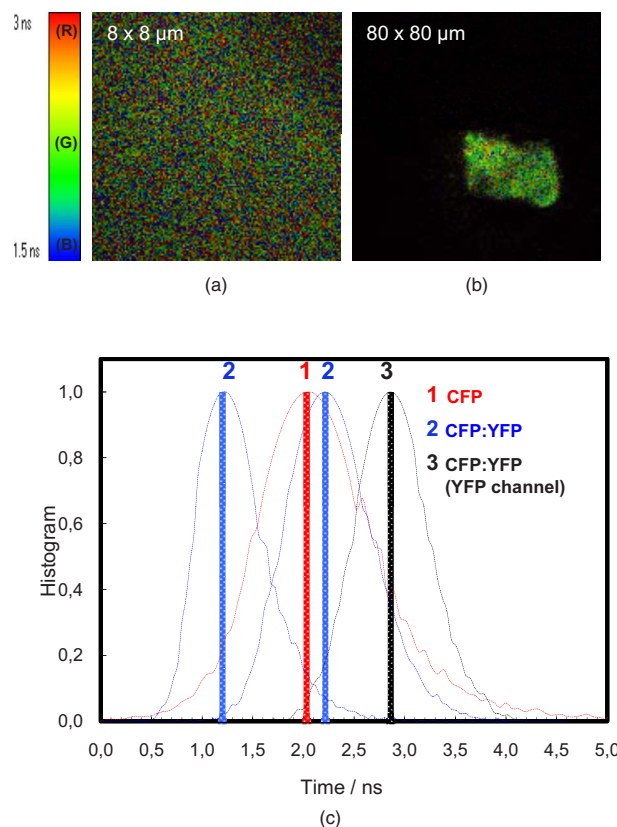 3 ns
(R)
(G)
(B)
1.5 ns
8 x 8 µm
80 x 80 µm
(a)
(b)
2 1 2 3
1 CFP
2 CFP:YFP
3 CFP:YFP
(YFP channel)
Histogram
1,0
0,8
0,6
0,4
0,2
0,0
0,0 0,5 1,0 1,5 2,0 2,5 3,0 3,5 4,0 4,5 5,0
Time / ns
(c)